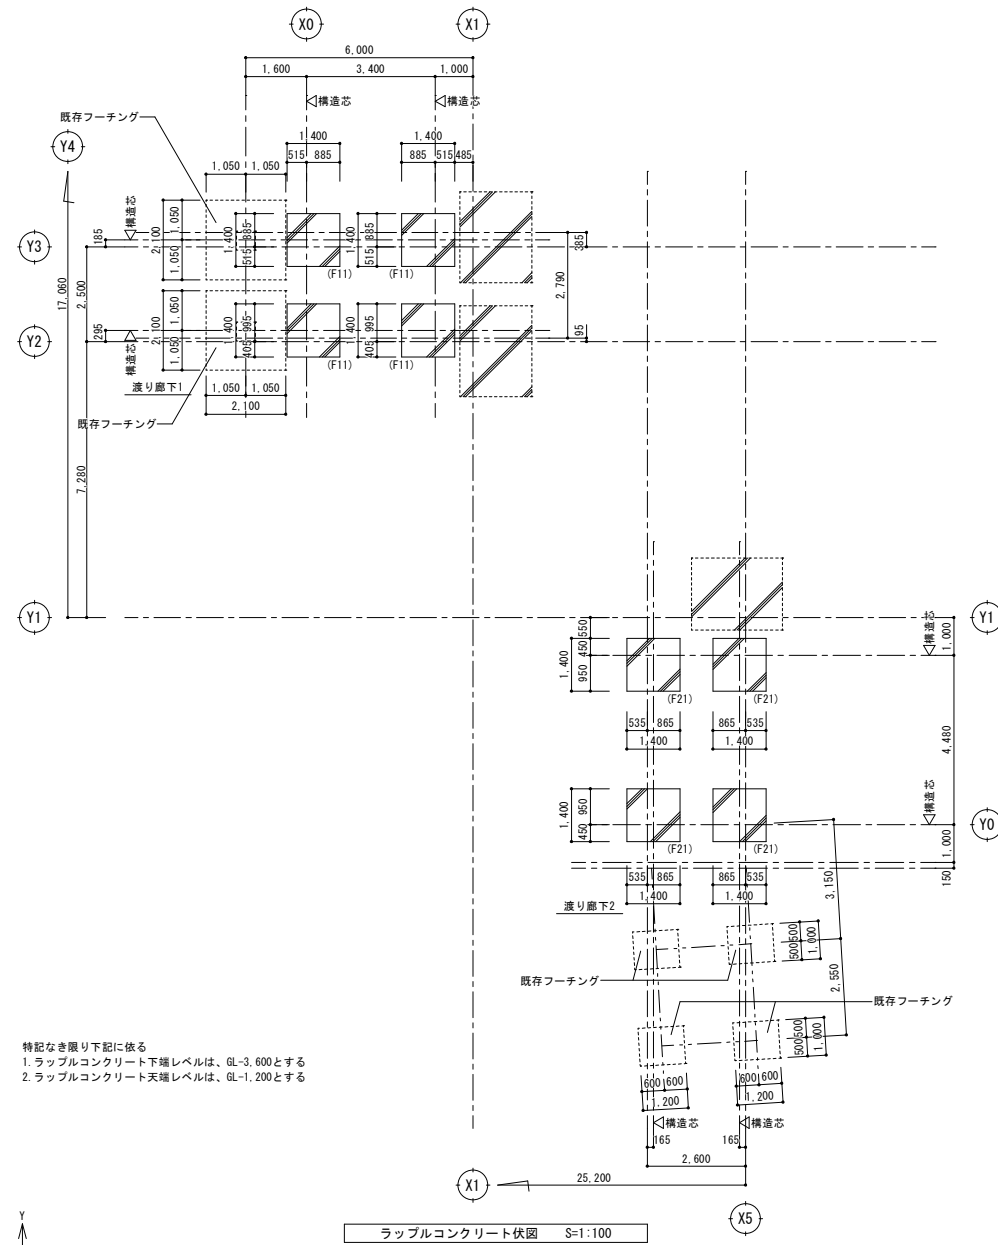 X0
X1
6,000
1,600
3,400
1,000
構造芯
構造芯
既存フーチング
Y4
1,400
1,400
515
885
885
515
485
1,050
1,050
構造芯
185
Y3
2,100
1,050
1,050
1,400
885
515
1,400
885
515
385
(F11)
(F11)
17,060
2,500
2,790
295
Y2
構造芯
2,100
1,050
1,050
400
995
405
400
995
405
95
(F11)
(F11)
渡り廊下1
1,050
1,050
2,100
既存フーチング
7,280
Y1
Y1
550
450
950
1,400
構造芯
1,000
(F21)
(F21)
535
865
865
535
1,400
1,400
4,480
1,400
950
450
構造芯
Y0
(F21)
(F21)
1,000
150
535
865
865
535
1,400
1,400
3,150
渡り廊下2
500
500
1,000
既存フーチング
2,550
既存フーチング
500
500
1,000
特記なき限り下記に依る
1.ラップルコンクリート下端レベルは、GL-3,600とする
2.ラップルコンクリート天端レベルは、GL-1,200とする
600
600
1,200
600
600
1,200
構造芯
構造芯
165
165
2,600
25,200
X1
X5
Y
ラップルコンクリート伏図 S=1:100